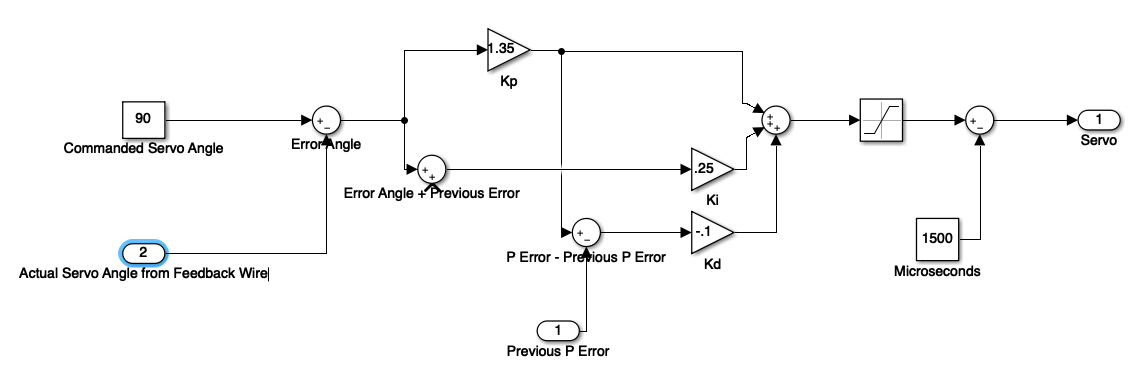 1.35
Kp
90
Commanded Servo Angle
+
−
Error Angle
+
+
Error Angle + Previous Error
.25
Ki
+
+
+
+
−
1
Servo
2
Actual Servo Angle from Feedback Wire
+
−
P Error - Previous P Error
-.1
Kd
1500
Microseconds
1
Previous P Error